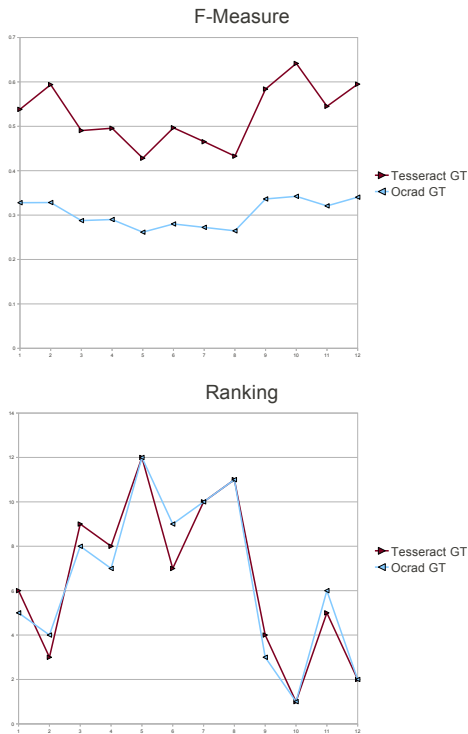 F-Measure
0.7
0.6
0.5
0.4
0.3
0.2
0.1
0
1 2 3 4 5 6 7 8 9 10 11 12
Tesseract GT
Ocrad GT
Ranking
14
12
10
8
6
4
2
0
1 2 3 4 5 6 7 8 9 10 11 12
Tesseract GT
Ocrad GT